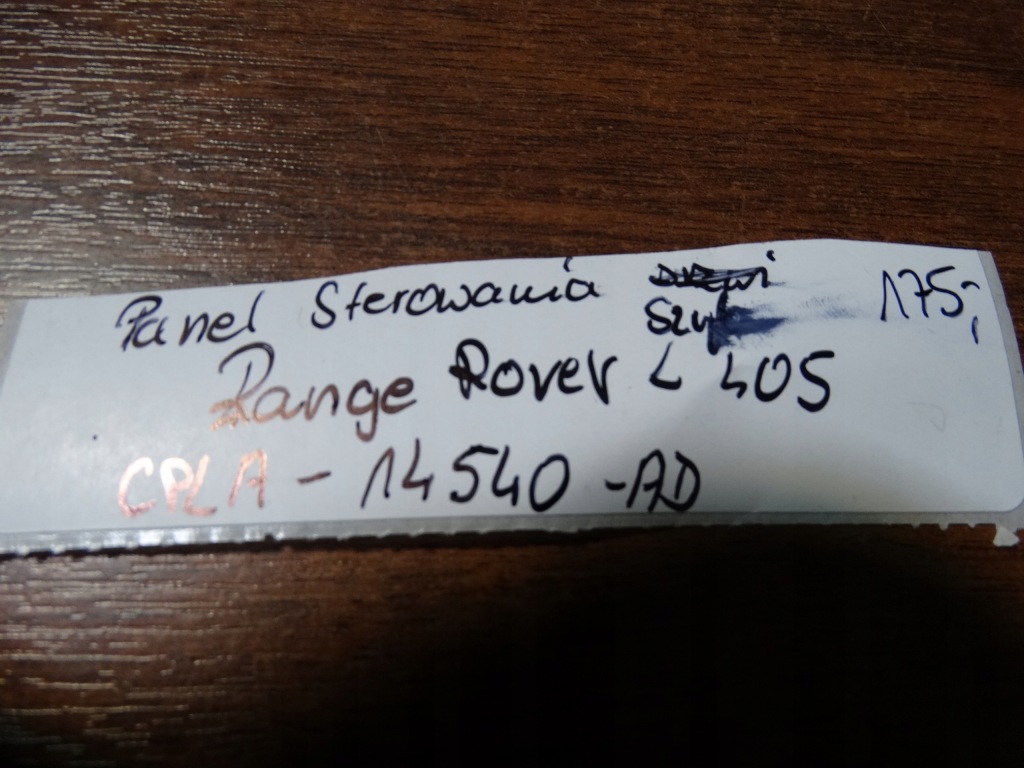 Panel Sterowania 175,-
Range Rover L 405
CPLA - 14540 -AD